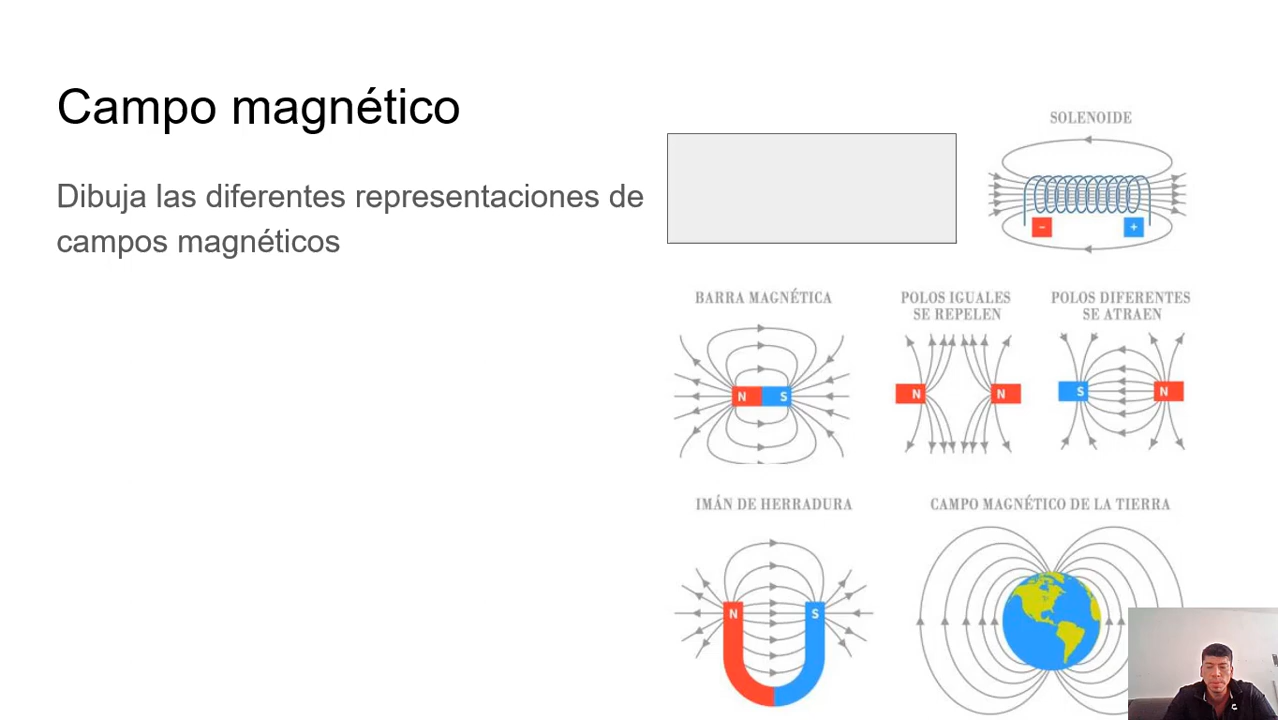 Campo magnético
Dibuja las diferentes representaciones de
campos magnéticos
SOLENOIDE
- +
BARRA MAGNÉTICA
N S
POLOS IGUALES
SE REPELEN
N N
POLOS DIFERENTES
SE ATRAEN
S N
IMÁN DE HERRADURA
N S
CAMPO MAGNÉTICO DE LA TIERRA